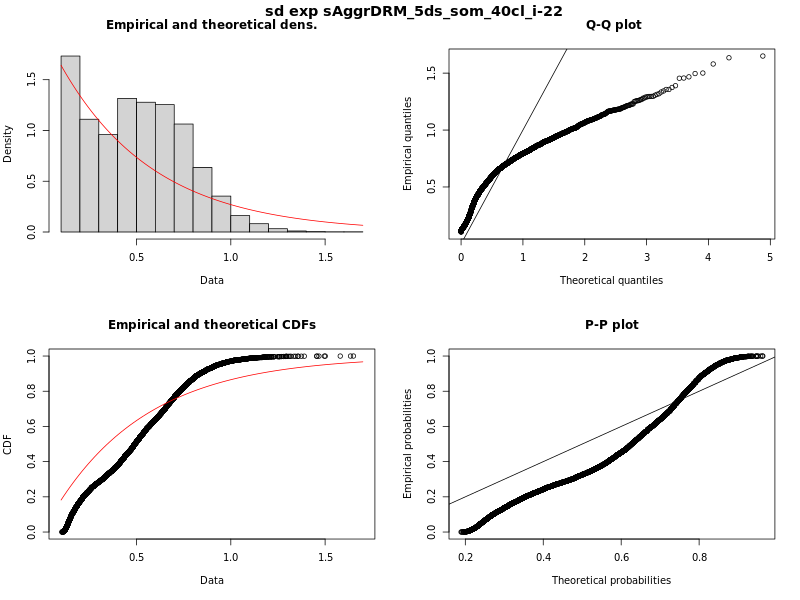 sd exp sAggrDRM_5ds_som_40cl_i-22
Empirical and theoretical dens.
Density
0.0 0.5 1.0 1.5
0.5 1.0 1.5
Data
Q-Q plot
Empirical quantiles
0.5 1.0 1.5
0 1 2 3 4 5
Theoretical quantiles
Empirical and theoretical CDFs
CDF
0.0 0.2 0.4 0.6 0.8 1.0
0.5 1.0 1.5
Data
P-P plot
Empirical probabilities
0.0 0.2 0.4 0.6 0.8 1.0
0.2 0.4 0.6 0.8
Theoretical probabilities